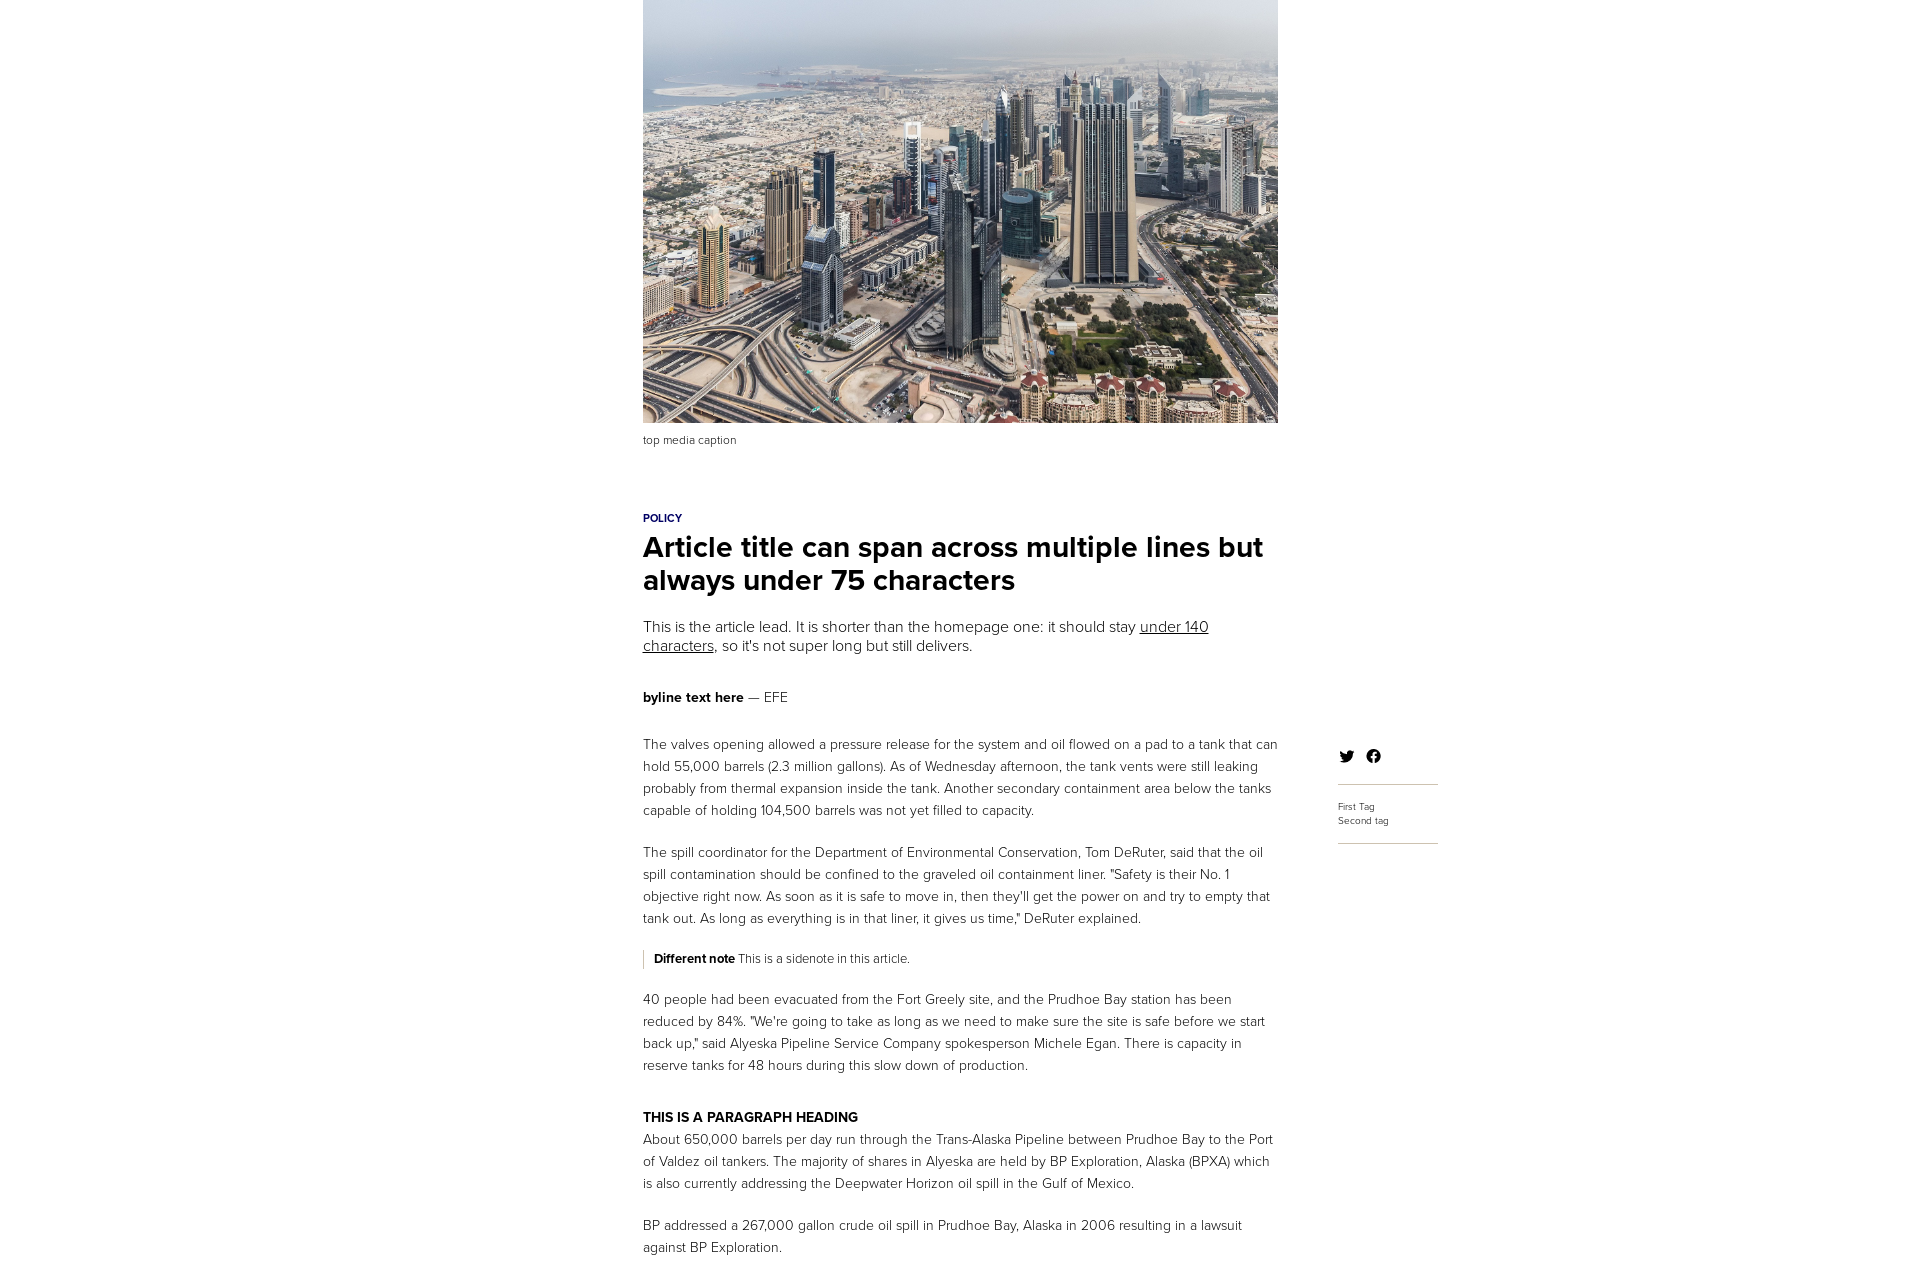 top media caption
POLICY
Article title can span across multiple lines but
always under 75 characters
This is the article lead. It is shorter than the homepage one: it should stay under 140
characters, so it's not super long but still delivers.
byline text here — EFE
The valves opening allowed a pressure release for the system and oil flowed on a pad to a tank that can
hold 55,000 barrels (2.3 million gallons). As of Wednesday afternoon, the tank vents were still leaking
probably from thermal expansion inside the tank. Another secondary containment area below the tanks
capable of holding 104,500 barrels was not yet filled to capacity.
First Tag
Second tag
The spill coordinator for the Department of Environmental Conservation, Tom DeRuter, said that the oil
spill contamination should be confined to the graveled oil containment liner. "Safety is their No. 1
objective right now. As soon as it is safe to move in, then they'll get the power on and try to empty that
tank out. As long as everything is in that liner, it gives us time," DeRuter explained.
Different note This is a sidenote in this article.
40 people had been evacuated from the Fort Greely site, and the Prudhoe Bay station has been
reduced by 84%. "We're going to take as long as we need to make sure the site is safe before we start
back up," said Alyeska Pipeline Service Company spokesperson Michele Egan. There is capacity in
reserve tanks for 48 hours during this slow down of production.
THIS IS A PARAGRAPH HEADING
About 650,000 barrels per day run through the Trans-Alaska Pipeline between Prudhoe Bay to the Port
of Valdez oil tankers. The majority of shares in Alyeska are held by BP Exploration, Alaska (BPXA) which
is also currently addressing the Deepwater Horizon oil spill in the Gulf of Mexico.
BP addressed a 267,000 gallon crude oil spill in Prudhoe Bay, Alaska in 2006 resulting in a lawsuit
against BP Exploration.